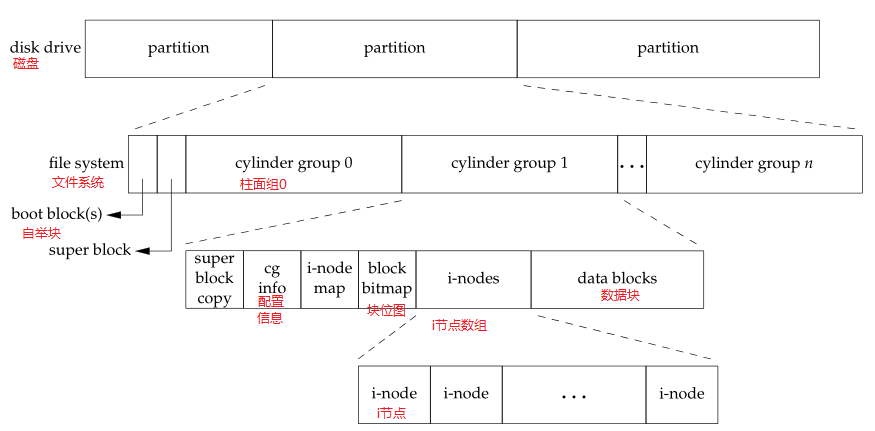 disk drive
磁盘
partition
partition
partition
file system
文件系统
cylinder group 0
柱面组0
cylinder group 1
...
cylinder group n
boot block(s)
自举块
super block
super
block
copy
cg
info
配置
信息
i-node
map
block
bitmap
块位图
i-nodes
i节点数组
data blocks
数据块
i-node
i节点
i-node
...
i-node